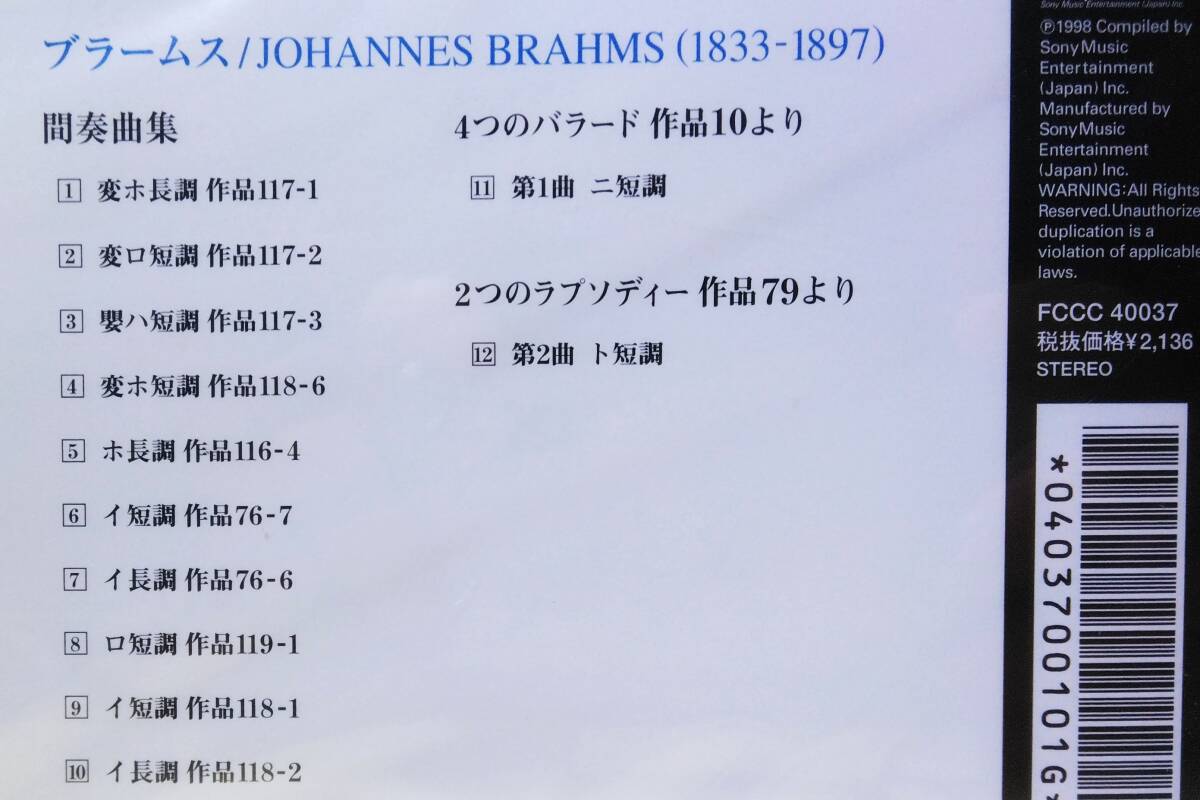 ブラームス/JOHANNES BRAHMS (1833-1897)
間奏曲集
1 変ホ長調 作品117-1
2 変ロ短調 作品117-2
3 嬰ハ短調 作品117-3
4 変ホ短調 作品118-6
5 ホ長調 作品116-4
6 イ短調 作品76-7
7 イ長調 作品76-6
8 ロ短調 作品119-1
9 イ短調 作品118-1
10 イ長調 作品118-2
4つのバラード 作品10より
11 第1曲 ニ短調
2つのラプソディー 作品79より
12 第2曲 ト短調
Sony Music Entertainment (Japan) Inc.
℗1998 Compiled by
Sony Music
Entertainment
(Japan) Inc.
Manufactured by
Sony Music
Entertainment
(Japan) Inc.
WARNING:All Rights
Reserved.Unauthorize
duplication is a
violation of applicable
laws.
FCCC 40037
税抜価格¥2,136
STEREO
*0403700101G*